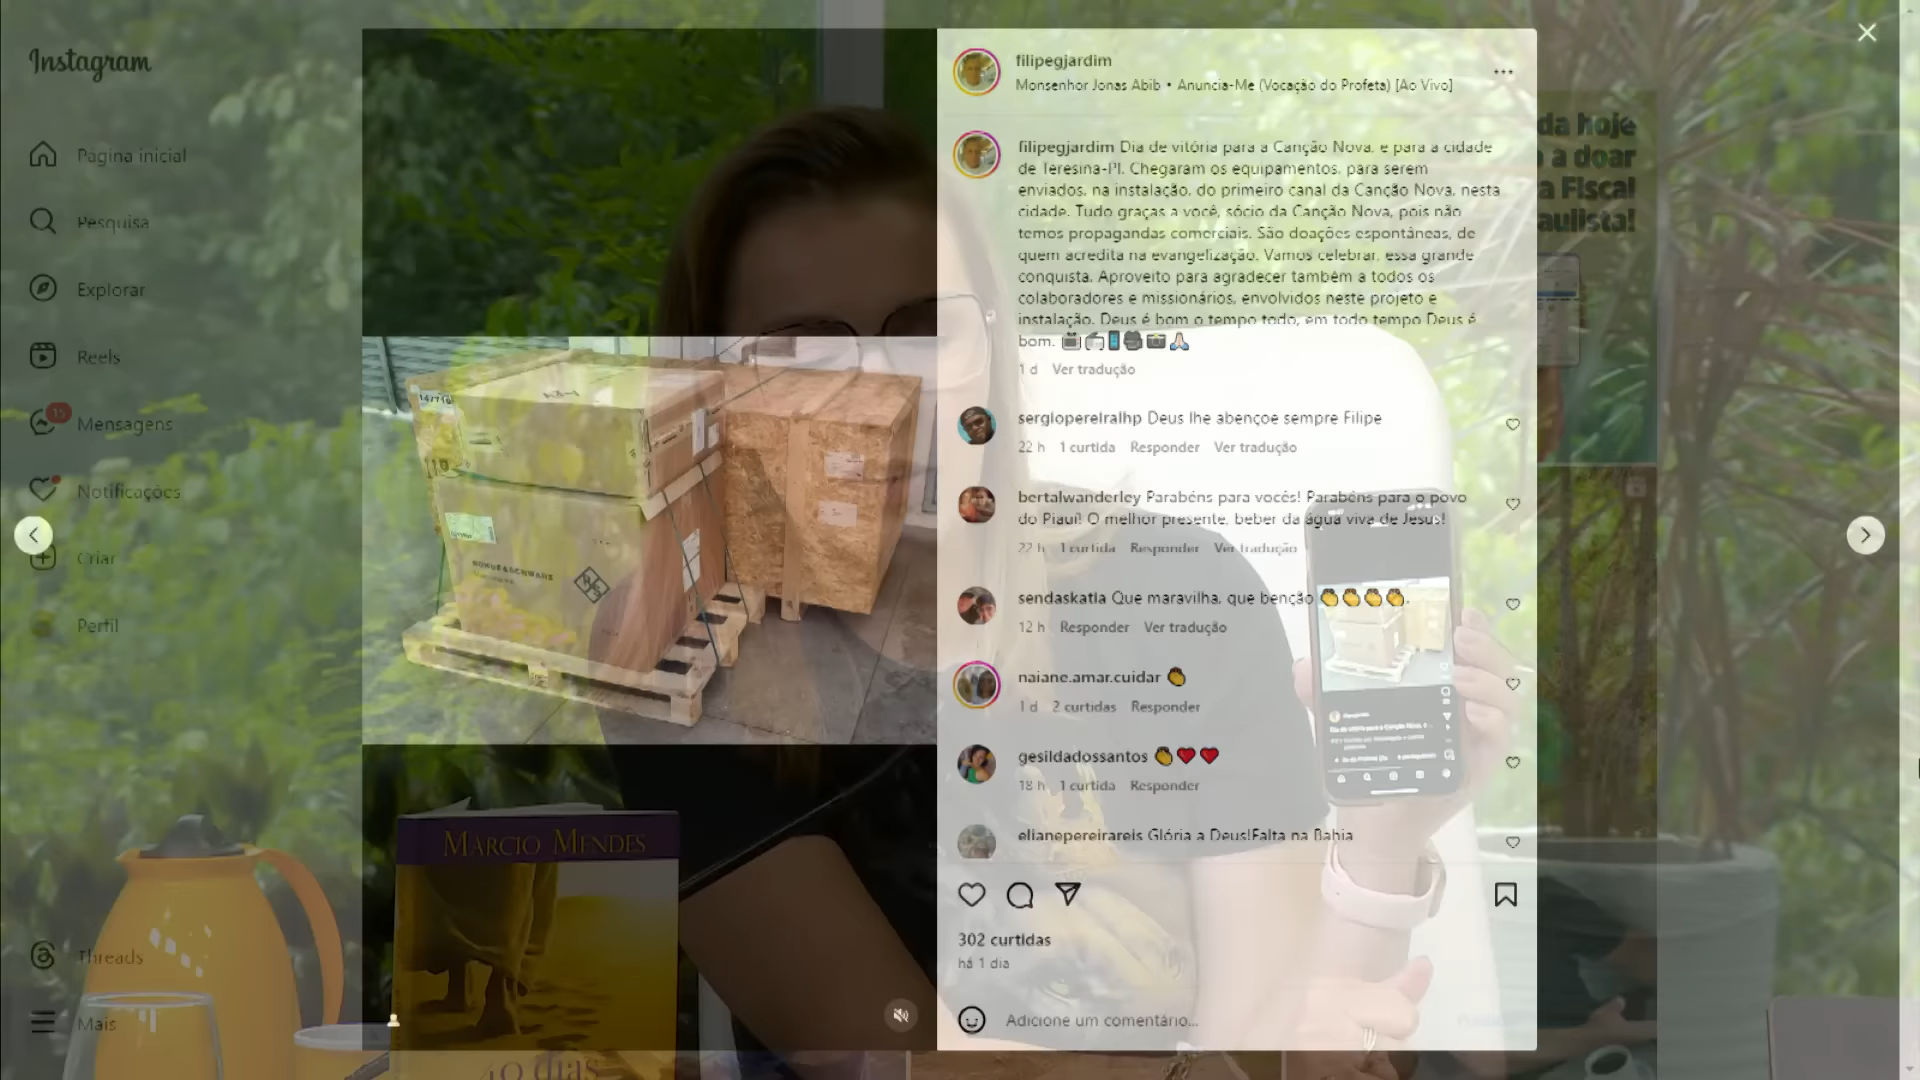 Instagram
Página inicial
Pesquisa
Explorar
Reels
15
Mensagens
Notificações
Criar
Perfil
Threads
Mais
147716
110
ROHDE&SCHWARZ
MÁRCIO MENDES
40 dias
filipegjardim
Monsenhor Jonas Abib • Anuncia-Me (Vocação do Profeta) [Ao Vivo]
filipegjardim Dia de vitória para a Canção Nova, e para a cidade
de Teresina-PI. Chegaram os equipamentos, para serem
enviados, na instalação, do primeiro canal da Canção Nova, nesta
cidade. Tudo graças a você, sócio da Canção Nova, pois não
temos propagandas comerciais. São doações espontâneas, de
quem acredita na evangelização. Vamos celebrar, essa grande
conquista. Aproveito para agradecer também a todos os
colaboradores e missionários, envolvidos neste projeto e
instalação. Deus é bom o tempo todo, em todo tempo Deus é
bom.
1 d Ver tradução
sergiopereiralhp Deus lhe abençoe sempre Filipe
22 h 1 curtida Responder Ver tradução
bertalwanderley Parabéns para vocês! Parabéns para o povo
do Piauí! O melhor presente, beber da água viva de Jesus!
22 h 1 curtida Responder Ver tradução
sendaskatia Que maravilha, que benção 👏👏👏👏.
12 h Responder Ver tradução
naiane.amar.cuidar 👏
1 d 2 curtidas Responder
gesildadossantos 👏❤️❤️
18 h 1 curtida Responder
elianepereirareis Glória a Deus!Falta na Bahia
302 curtidas
há 1 dia
Adicione um comentário...
da hoje
a doar
a Fiscal
aulista!